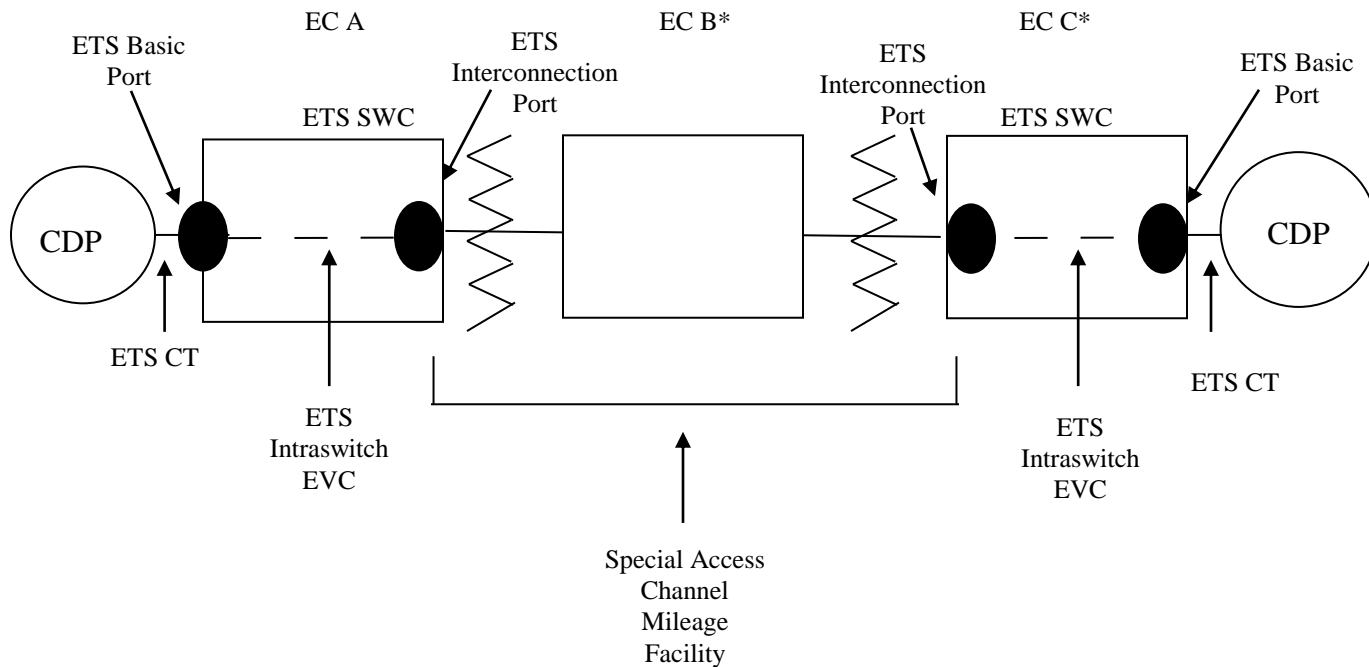 EC A
EC B*
EC C*
ETS Basic
Port
ETS
Interconnection
Port
ETS
Interconnection
Port
ETS Basic
Port
ETS SWC
ETS SWC
CDP
CDP
ETS CT
ETS CT
ETS
Intraswitch
EVC
ETS
Intraswitch
EVC
Special Access
Channel
Mileage
Facility